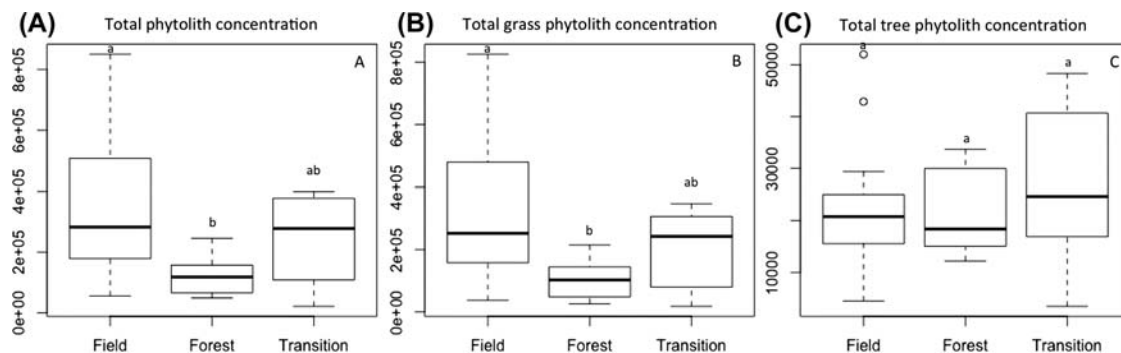 (A) Total phytolith concentration
A
8e+05
6e+05
4e+05
2e+05
0e+00
a
b
ab
Field Forest Transition
(B) Total grass phytolith concentration
B
8e+05
6e+05
4e+05
2e+05
0e+00
a
b
ab
Field Forest Transition
(C) Total tree phytolith concentration
C
50000
30000
10000
a
a
a
Field Forest Transition